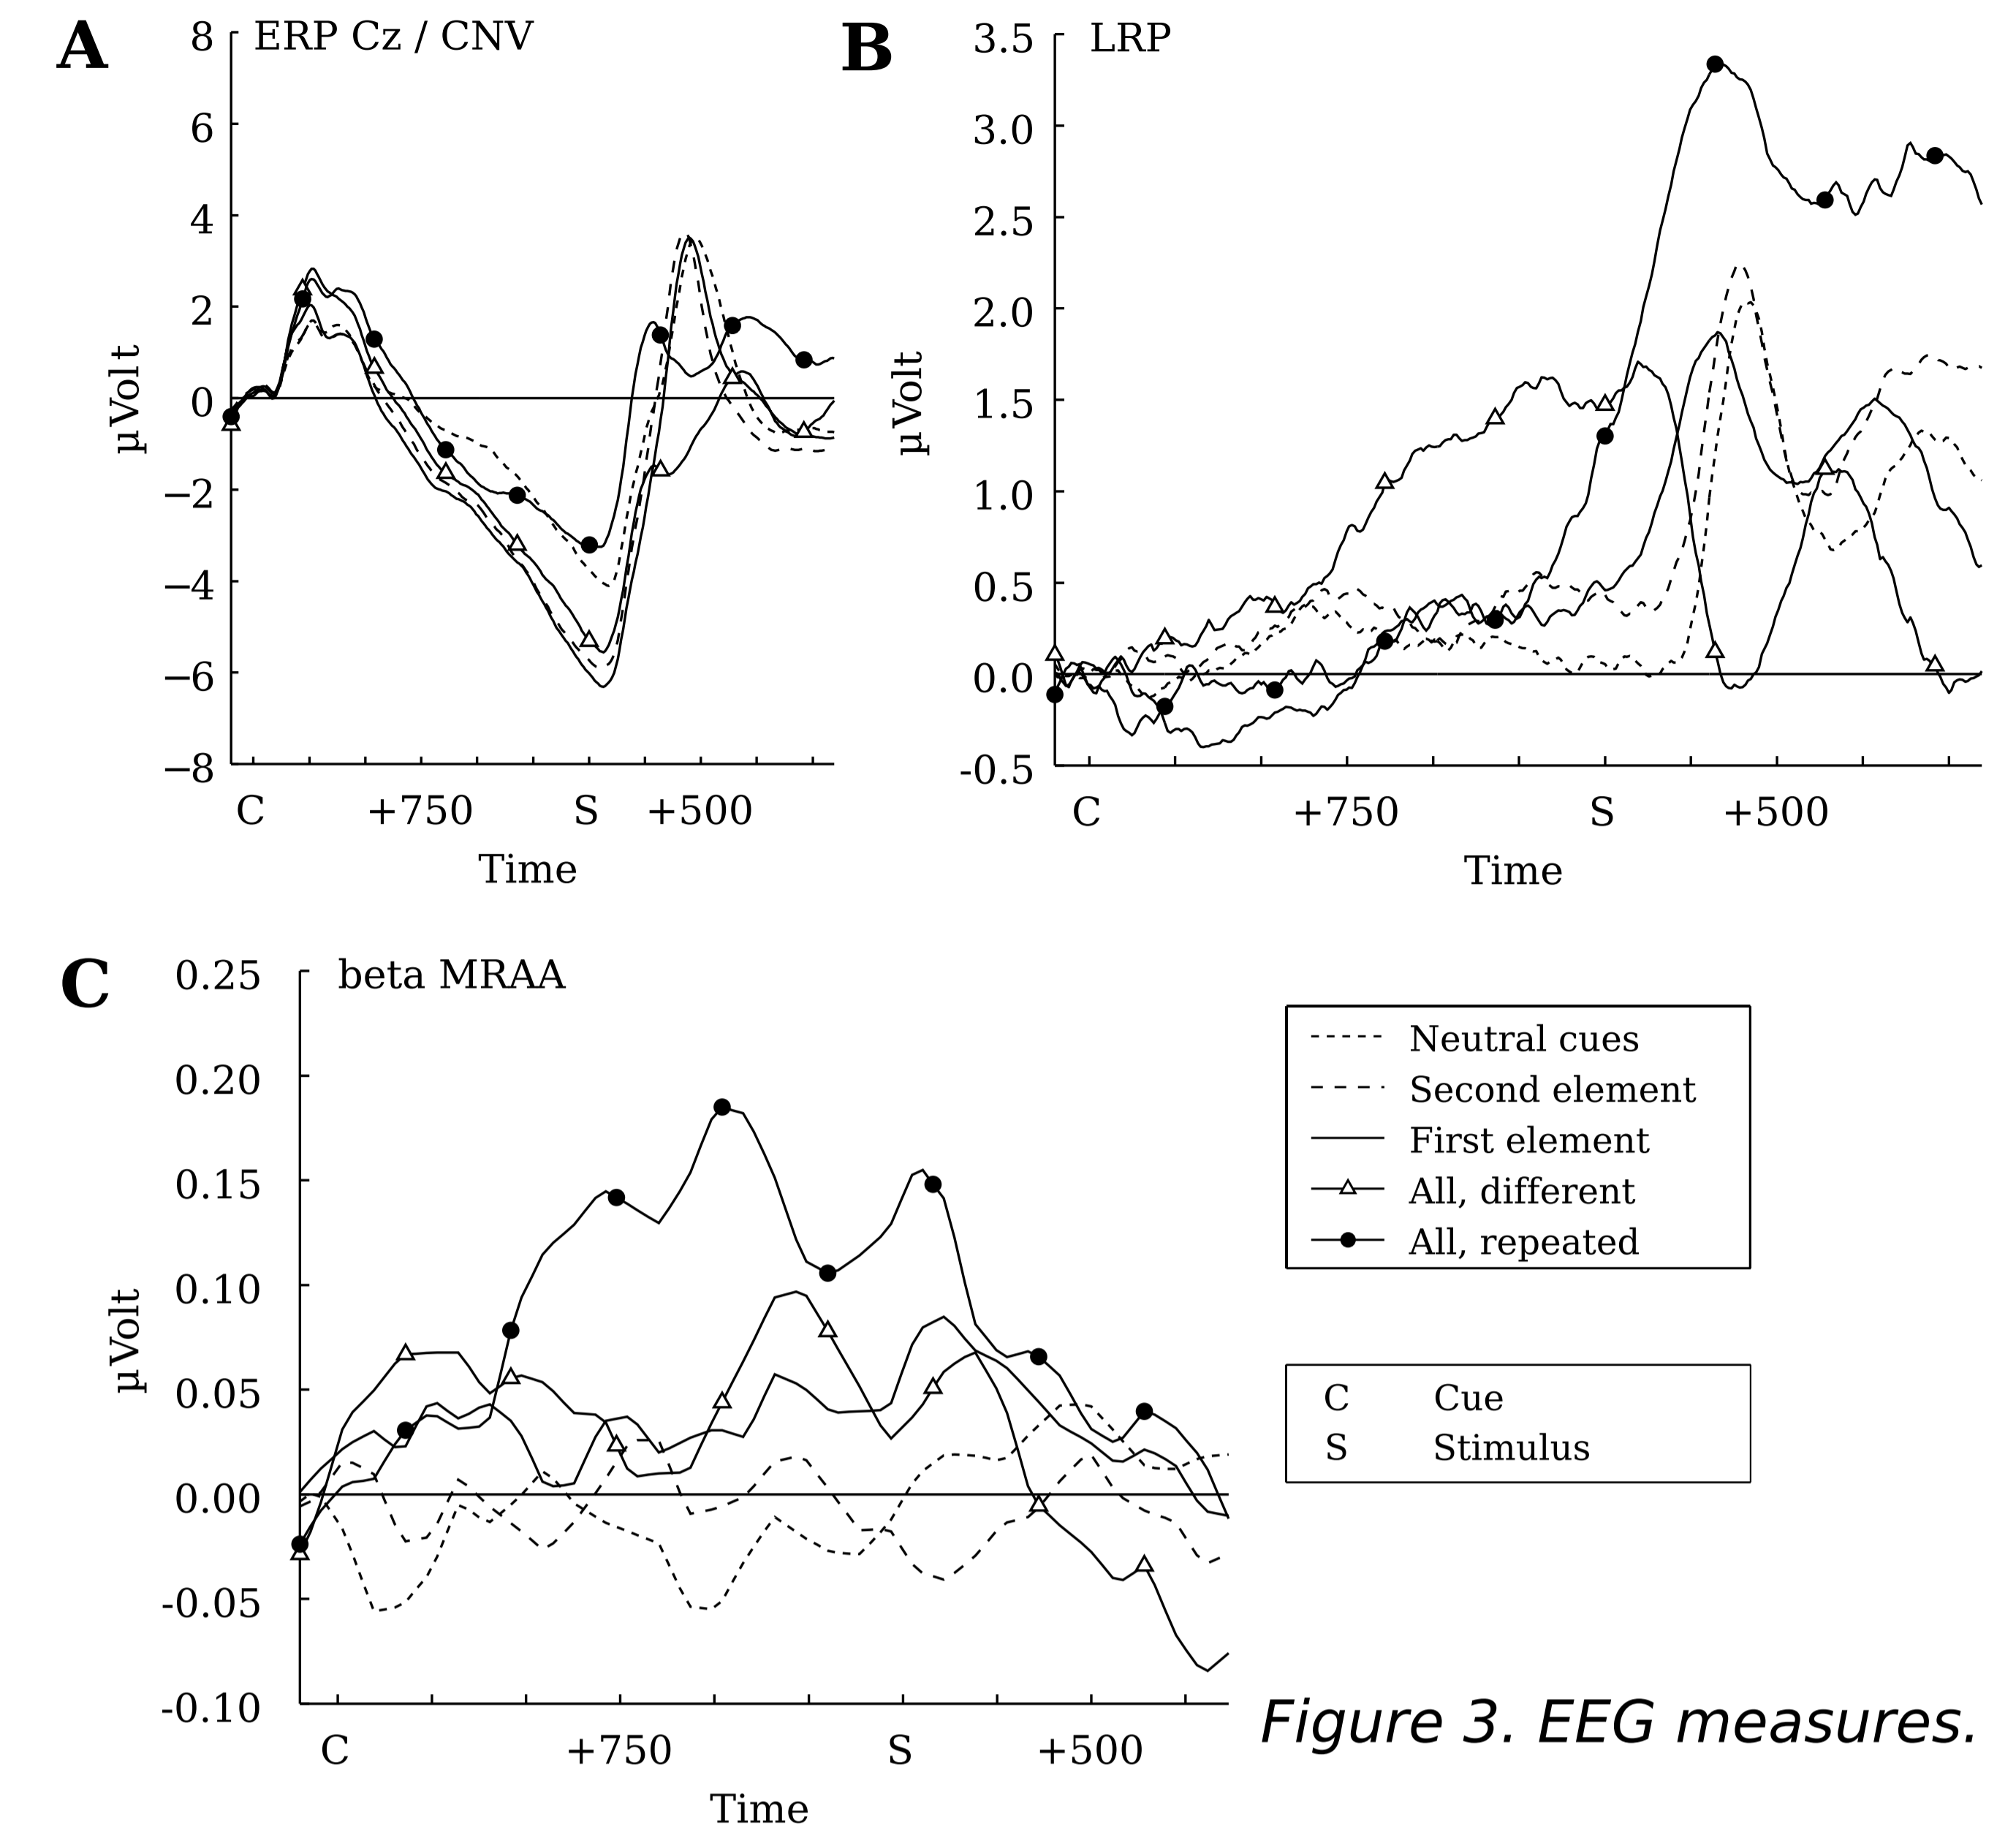 A
ERP Cz / CNV
8
6
4
2
0
−2
−4
−6
−8
µVolt
C +750 S +500
Time
B
LRP
3.5
3.0
2.5
2.0
1.5
1.0
0.5
0.0
-0.5
µVolt
C +750 S +500
Time
C
beta MRAA
0.25
0.20
0.15
0.10
0.05
0.00
-0.05
-0.10
µVolt
C +750 S +500
Time
Neutral cues
Second element
First element
All, different
All, repeated
C Cue
S Stimulus
Figure 3. EEG measures.